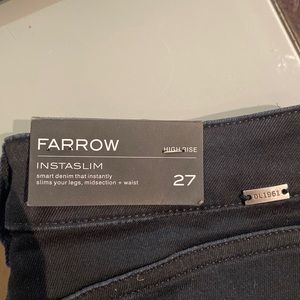 FARROW
HIGH RISE
INSTASLIM
smart denim that instantly
slims your legs, midsection + waist
27
DL1961